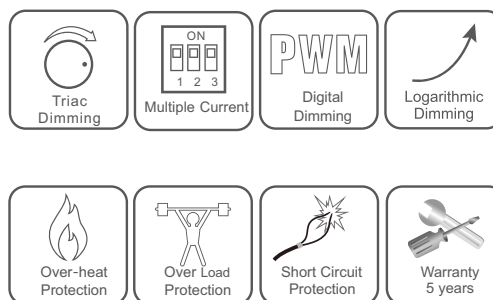 Triac
Dimming
ON
1 2 3
Multiple Current
PWM
Digital
Dimming
Logarithmic
Dimming
Over-heat
Protection
Over Load
Protection
Short Circuit
Protection
Warranty
5 years